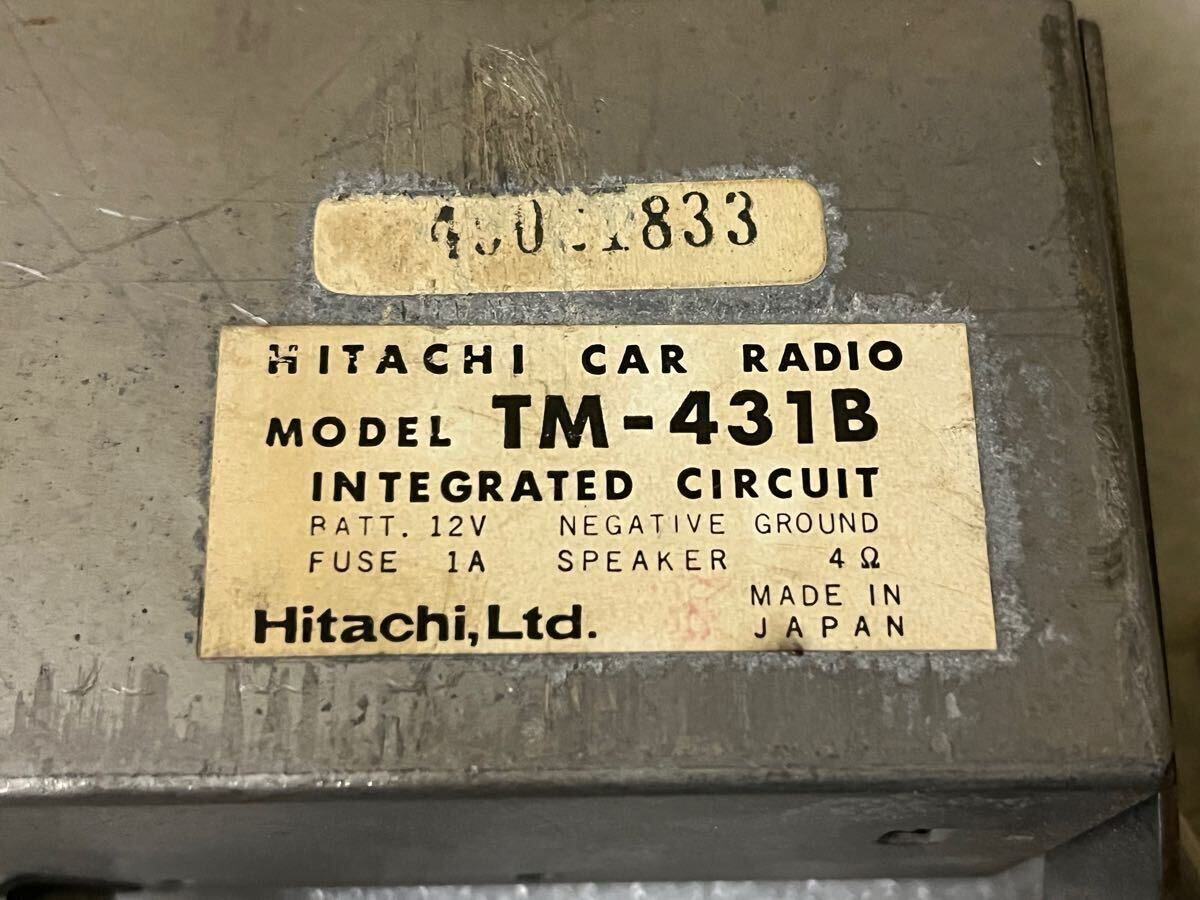 HITACHI CAR RADIO
MODEL TM-431B
INTEGRATED CIRCUIT
BATT. 12V NEGATIVE GROUND
FUSE 1A SPEAKER 4Ω
MADE IN
Hitachi, Ltd. JAPAN